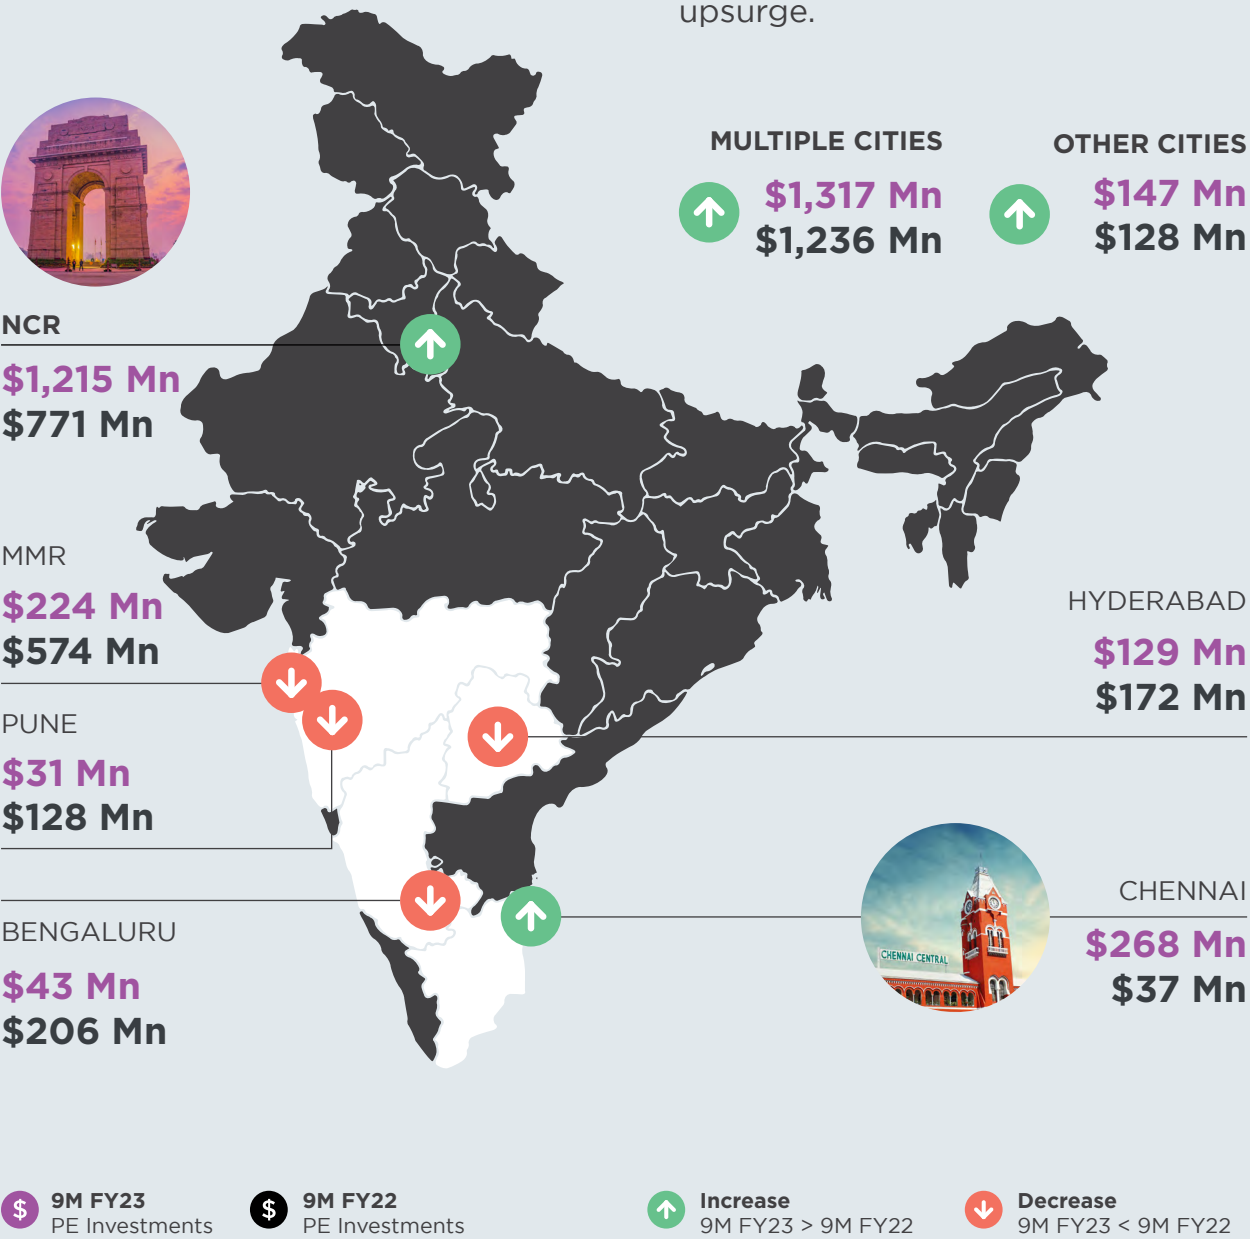 upsurge.
MULTIPLE CITIES
$1,317 Mn
$1,236 Mn
OTHER CITIES
$147 Mn
$128 Mn
NCR
$1,215 Mn
$771 Mn
MMR
$224 Mn
$574 Mn
HYDERABAD
$129 Mn
$172 Mn
PUNE
$31 Mn
$128 Mn
CHENNAI
$268 Mn
$37 Mn
CHENNAI CENTRAL
BENGALURU
$43 Mn
$206 Mn
$ 9M FY23
PE Investments
$ 9M FY22
PE Investments
Increase
9M FY23 > 9M FY22
Decrease
9M FY23 < 9M FY22